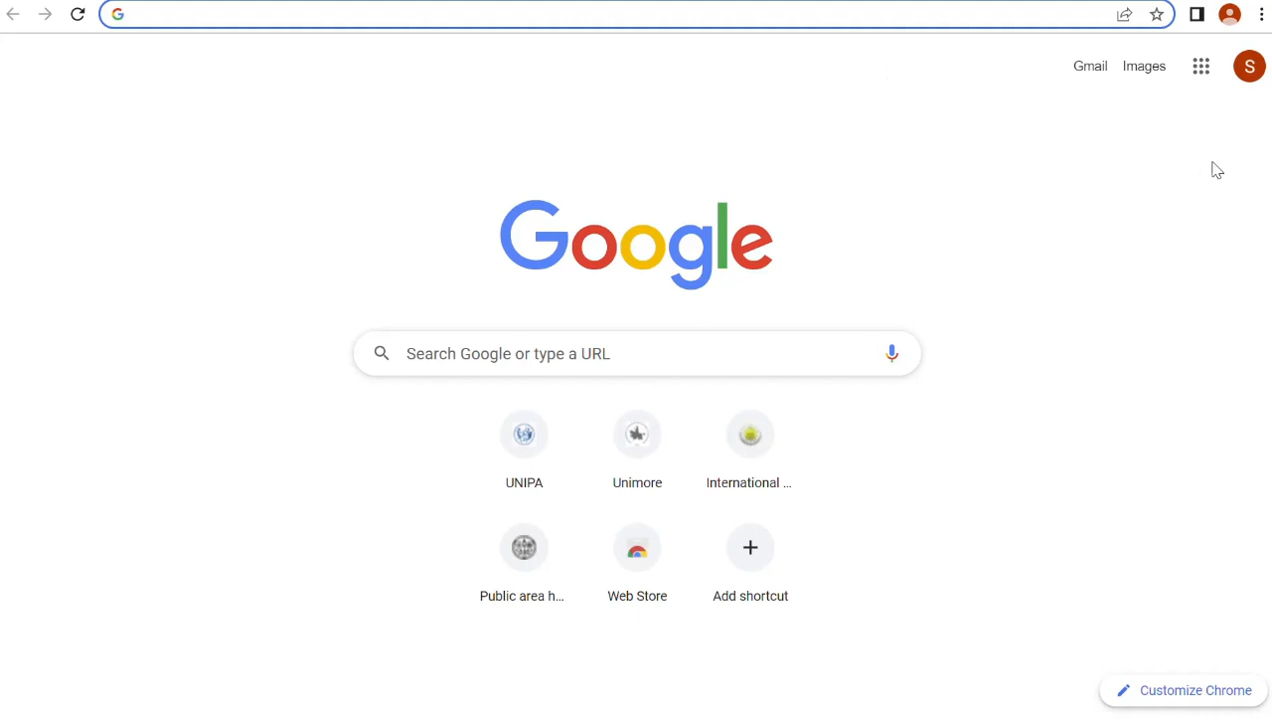 Gmail Images S
Google
Search Google or type a URL
UNIPA Unimore International ...
Public area h... Web Store Add shortcut
Customize Chrome